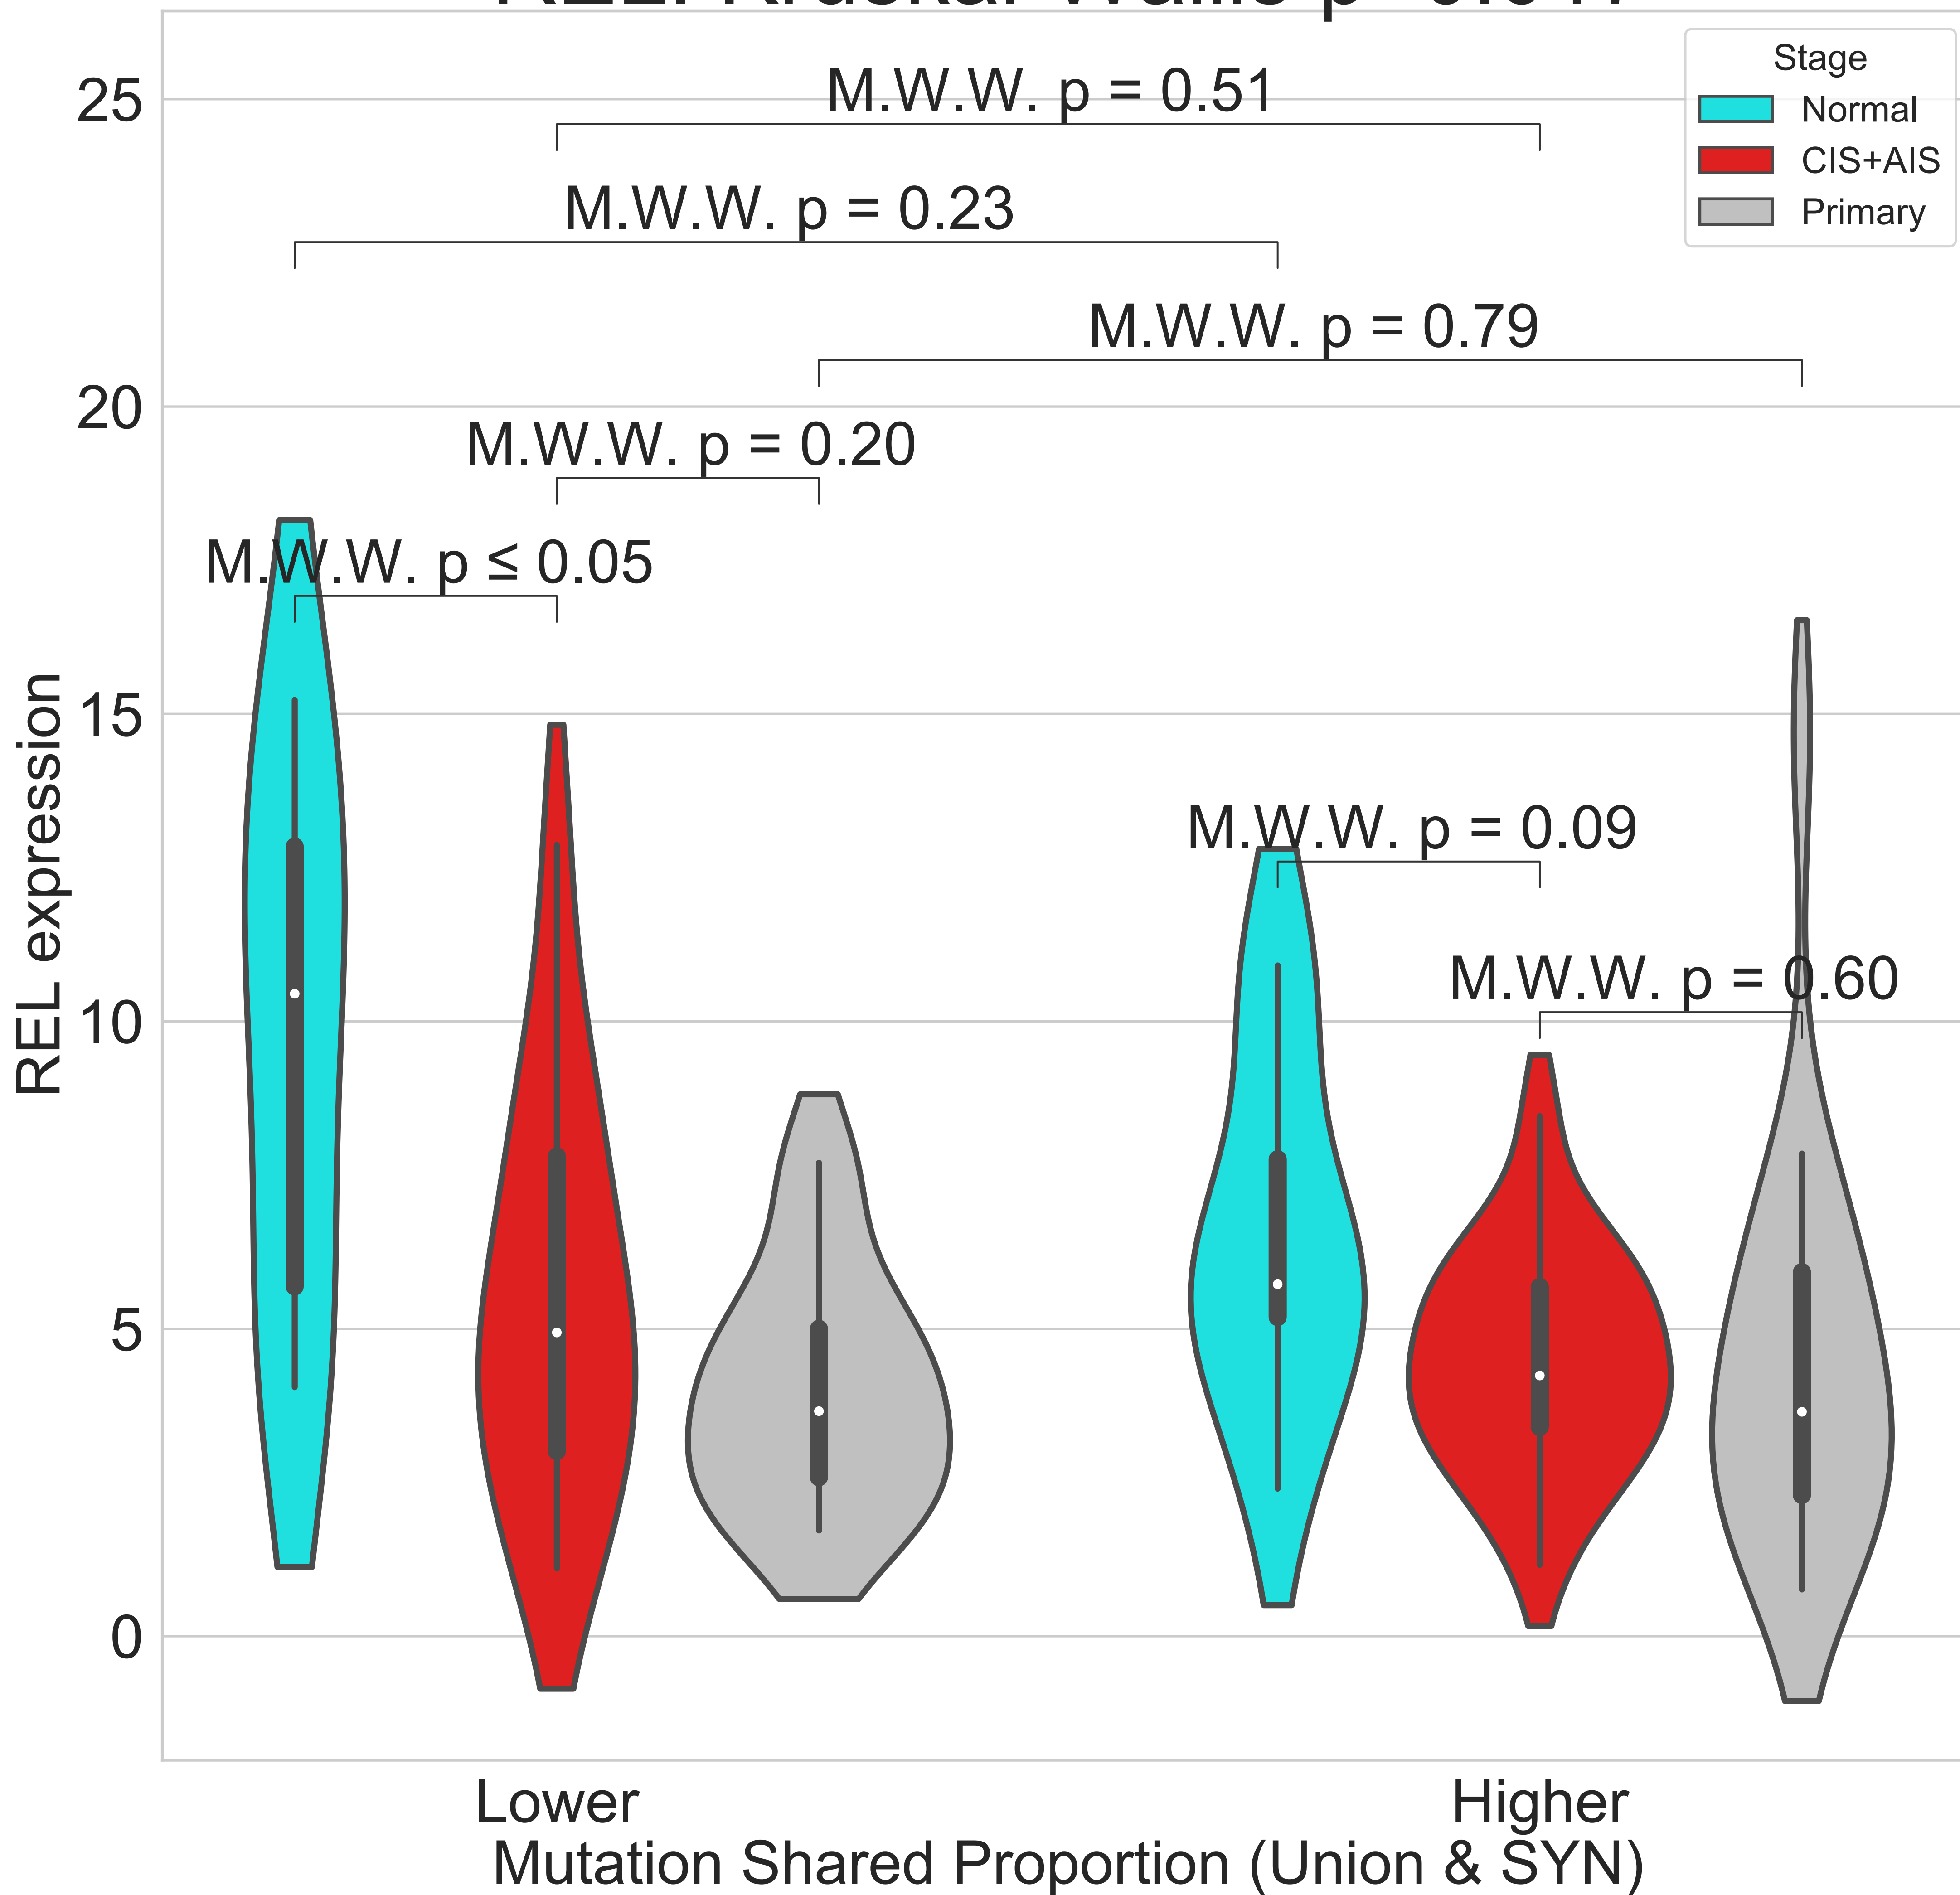 Stage
Normal
CIS+AIS
Primary
M.W.W. p = 0.51
M.W.W. p = 0.23
M.W.W. p = 0.79
M.W.W. p = 0.20
M.W.W. p ≤ 0.05
M.W.W. p = 0.09
M.W.W. p = 0.60
25
20
15
10
5
0
REL expression
Lower
Higher
Mutation Shared Proportion (Union & SYN)